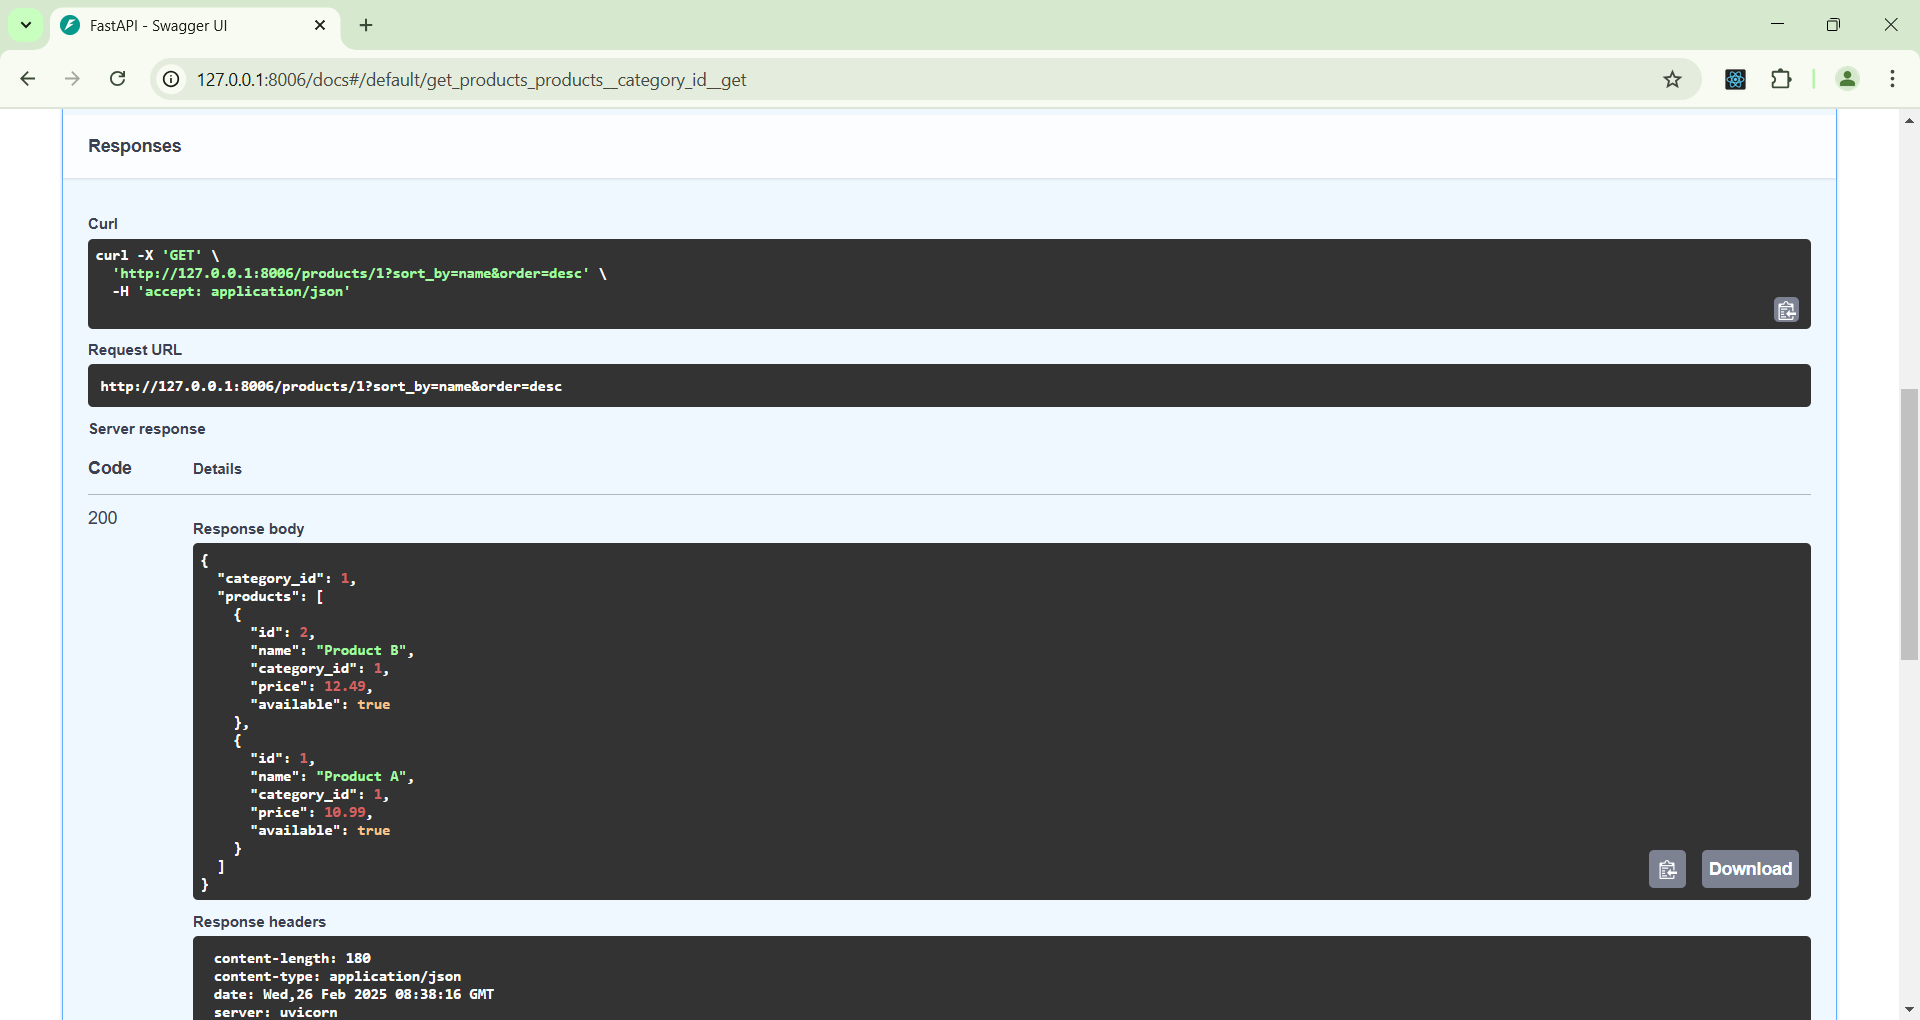 FastAPI - Swagger UI
127.0.0.1:8006/docs#/default/get_products_products__category_id__get
Responses
Curl
curl -X 'GET' \
  'http://127.0.0.1:8006/products/1?sort_by=name&order=desc' \
  -H 'accept: application/json'
Request URL
http://127.0.0.1:8006/products/1?sort_by=name&order=desc
Server response
Code Details
200
Response body
{
  "category_id": 1,
  "products": [
    {
      "id": 2,
      "name": "Product B",
      "category_id": 1,
      "price": 12.49,
      "available": true
    },
    {
      "id": 1,
      "name": "Product A",
      "category_id": 1,
      "price": 10.99,
      "available": true
    }
  ]
}
Download
Response headers
content-length: 180
content-type: application/json
date: Wed,26 Feb 2025 08:38:16 GMT
server: uvicorn